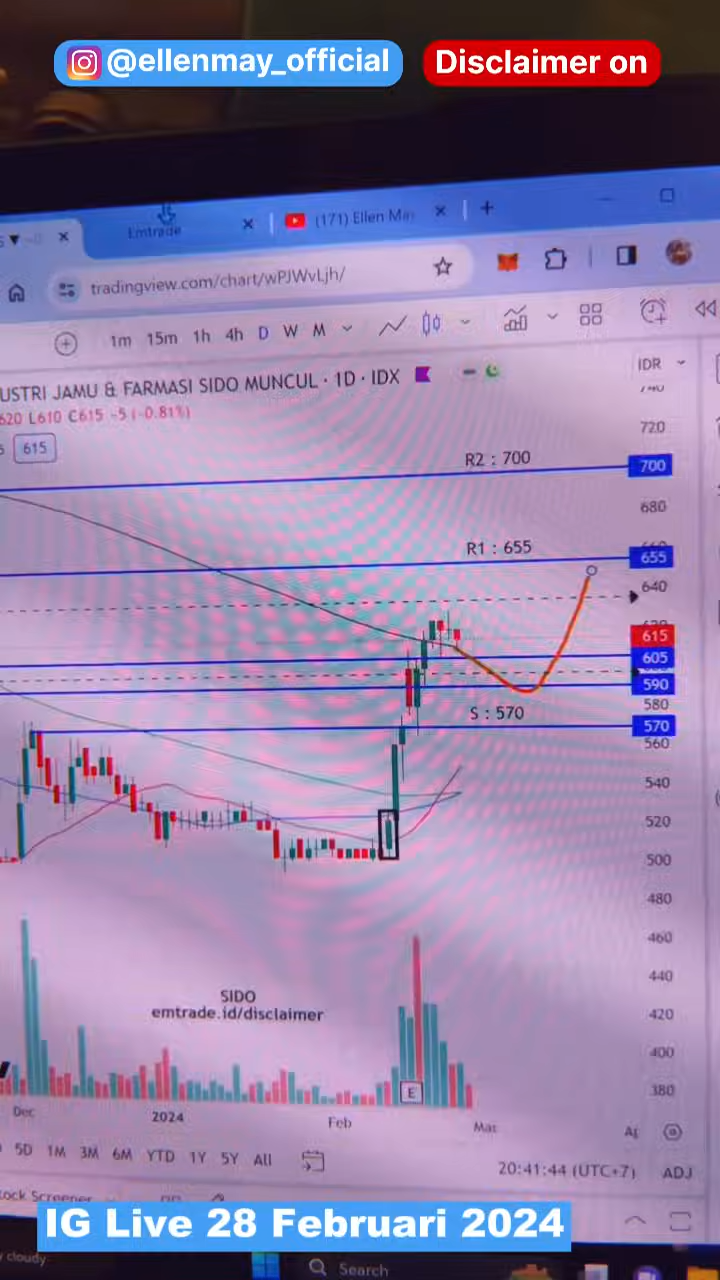 @ellenmay_official
Disclaimer on
Emtrade
(171) Ellen Ma
tradingview.com/chart/wPJWvLjh/
1m 15m 1h 4h D W M
USTRI JAMU & FARMASI SIDO MUNCUL · 1D · IDX
IDR
620 L610 C615 -5 (-0.81%)
615
720
R2 : 700
700
680
R1 : 655
655
640
615
605
590
580
S : 570
570
560
540
520
500
480
460
440
SIDO
emtrade.id/disclaimer
420
400
380
E
Dec 2024 Feb Mar
5D 1M 3M 6M YTD 1Y 5Y All
20:41:44 (UTC+7) ADJ
ock Screener
IG Live 28 Februari 2024
cloudy
Search